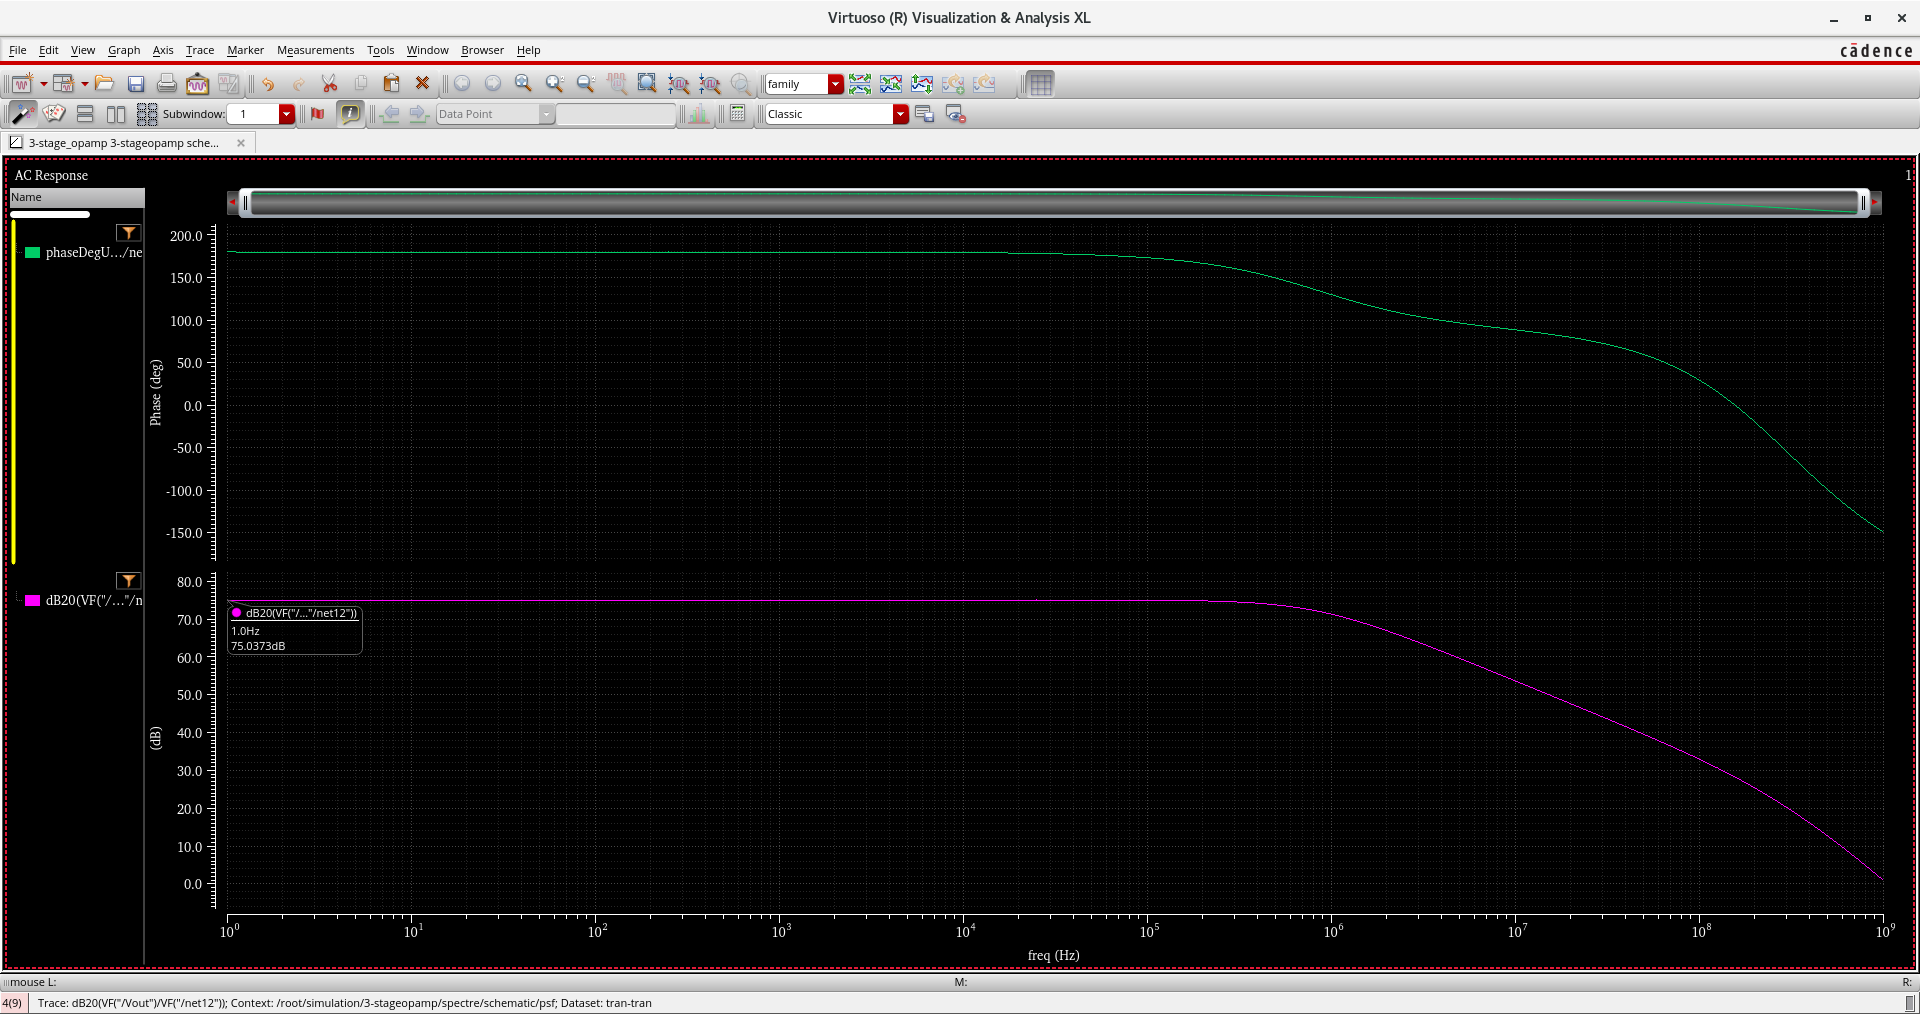 Virtuoso (R) Visualization & Analysis XL
File Edit View Graph Axis Trace Marker Measurements Tools Window Browser Help
cādence
family
Subwindow: 1
Data Point
Classic
3-stage_opamp 3-stageopamp sche...
AC Response
1
Name
phaseDegU.../ne
200.0
150.0
100.0
50.0
0.0
-50.0
-100.0
-150.0
Phase (deg)
dB20(VF("/..."/n
80.0
70.0
60.0
50.0
40.0
30.0
20.0
10.0
0.0
(dB)
dB20(VF("/..."/net12"))
1.0Hz
75.0373dB
10^0 10^1 10^2 10^3 10^4 10^5 10^6 10^7 10^8 10^9
freq (Hz)
mouse L: M: R:
4(9) Trace: dB20(VF("/Vout")/VF("/net12")); Context: /root/simulation/3-stageopamp/spectre/schematic/psf; Dataset: tran-tran